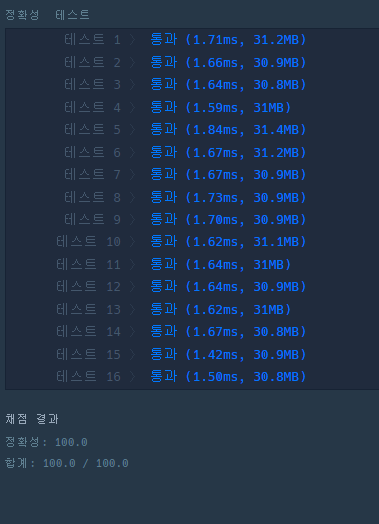 정확성  테스트
테스트 1 〉 통과 (1.71ms, 31.2MB)
테스트 2 〉 통과 (1.66ms, 30.9MB)
테스트 3 〉 통과 (1.64ms, 30.8MB)
테스트 4 〉 통과 (1.59ms, 31MB)
테스트 5 〉 통과 (1.84ms, 31.4MB)
테스트 6 〉 통과 (1.67ms, 31.2MB)
테스트 7 〉 통과 (1.67ms, 30.9MB)
테스트 8 〉 통과 (1.73ms, 30.9MB)
테스트 9 〉 통과 (1.70ms, 30.9MB)
테스트 10 〉 통과 (1.62ms, 31.1MB)
테스트 11 〉 통과 (1.64ms, 31MB)
테스트 12 〉 통과 (1.64ms, 30.9MB)
테스트 13 〉 통과 (1.62ms, 31MB)
테스트 14 〉 통과 (1.67ms, 30.8MB)
테스트 15 〉 통과 (1.42ms, 30.9MB)
테스트 16 〉 통과 (1.50ms, 30.8MB)
채점 결과
정확성: 100.0
합계: 100.0 / 100.0